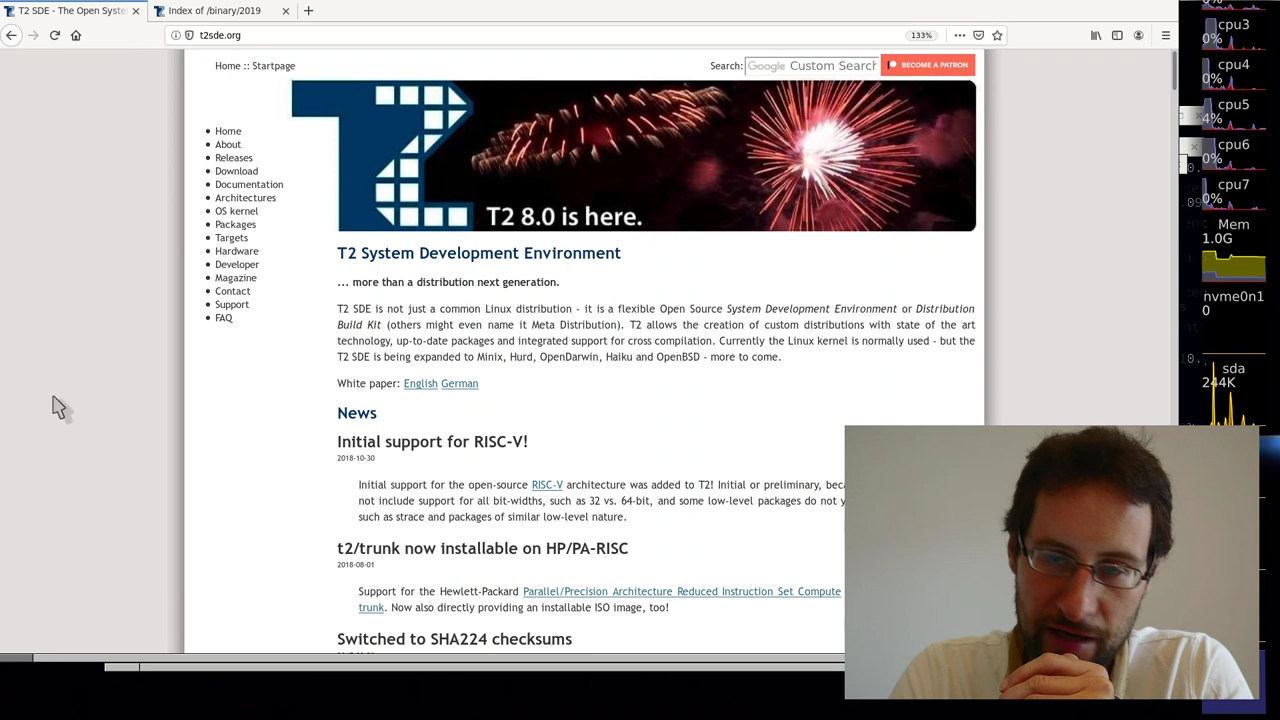 T2 SDE - The Open Syste
Index of /binary/2019
t2sde.org
133%
Home :: Startpage
Search:
Google Custom Search
BECOME A PATRON
Home
About
Releases
Download
Documentation
Architectures
OS kernel
Packages
Targets
Hardware
Developer
Magazine
Contact
Support
FAQ
T2 8.0 is here.
T2 System Development Environment
... more than a distribution next generation.
T2 SDE is not just a common Linux distribution - it is a flexible Open Source System Development Environment or Distribution
Build Kit (others might even name it Meta Distribution). T2 allows the creation of custom distributions with state of the art
technology, up-to-date packages and integrated support for cross compilation. Currently the Linux kernel is normally used - but the
T2 SDE is being expanded to Minix, Hurd, OpenDarwin, Haiku and OpenBSD - more to come.
White paper: English German
News
Initial support for RISC-V!
2018-10-30
Initial support for the open-source RISC-V architecture was added to T2! Initial or preliminary, beca
not include support for all bit-widths, such as 32 vs. 64-bit, and some low-level packages do not y
such as strace and packages of similar low-level nature.
t2/trunk now installable on HP/PA-RISC
2018-08-01
Support for the Hewlett-Packard Parallel/Precision Architecture Reduced Instruction Set Compute
trunk. Now also directly providing an installable ISO image, too!
Switched to SHA224 checksums
0%
cpu3
0%
cpu4
0%
cpu5
4%
cpu6
0%
cpu7
0%
Mem
1.0G
nvme0n1
0
sda
244K